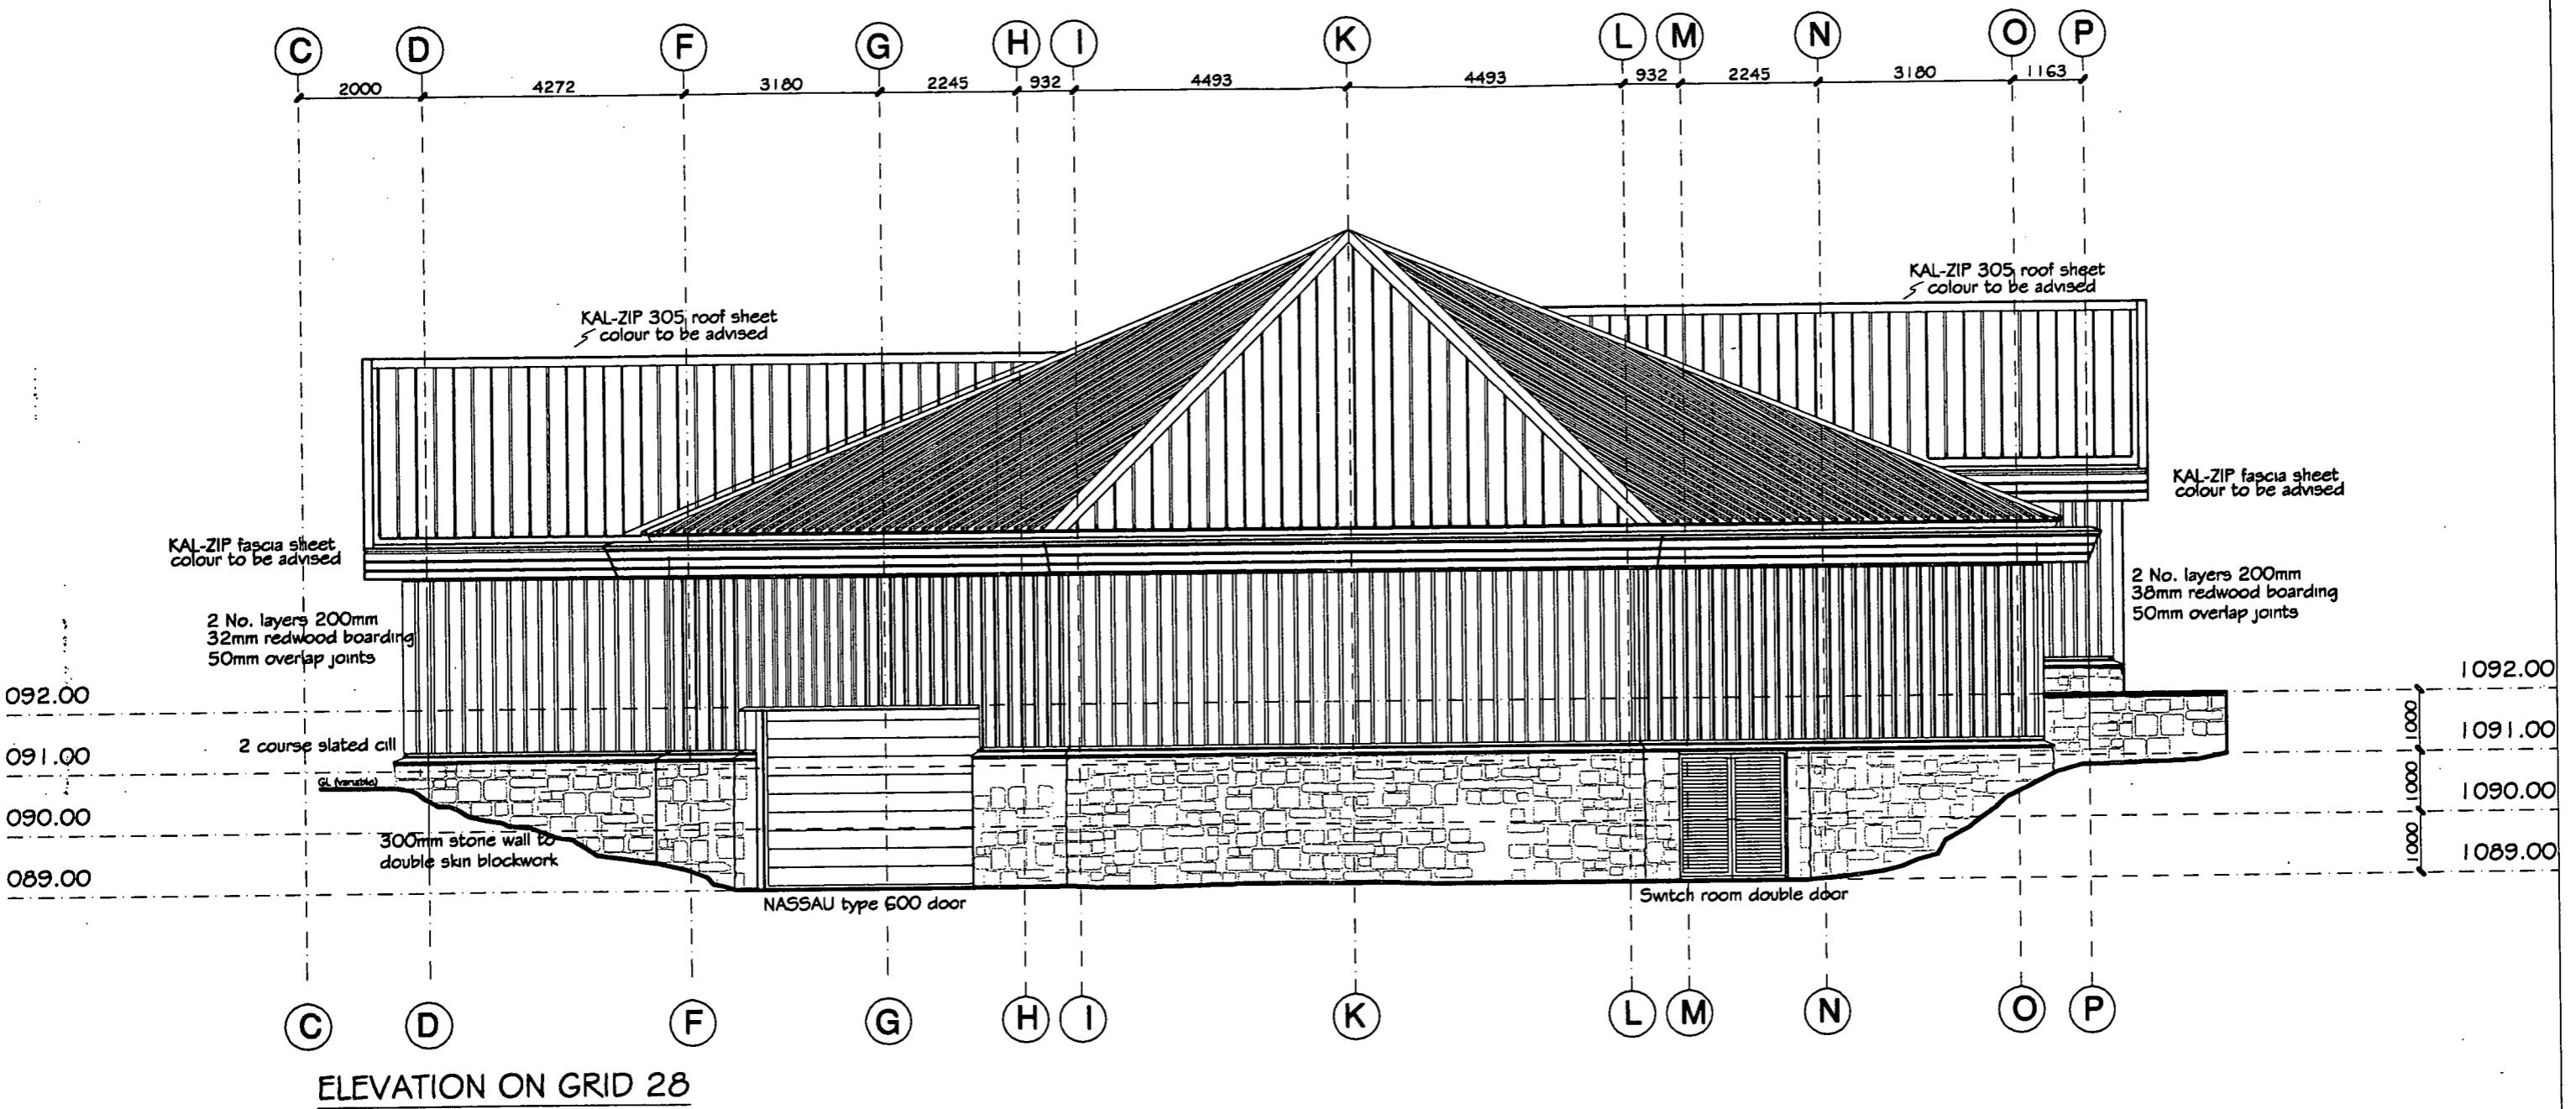 C D F G H I K L M N O P
2000 4272 3180 2245 932 4493 4493 932 2245 3180 1163
KAL-ZIP 305 roof sheet
colour to be advised
KAL-ZIP 305 roof sheet
colour to be advised
KAL-ZIP fascia sheet
colour to be advised
KAL-ZIP fascia sheet
colour to be advised
2 No. layers 200mm
32mm redwood boarding
50mm overlap joints
2 No. layers 200mm
38mm redwood boarding
50mm overlap joints
092.00
1092.00
1000
2 course slated cill
091.00
1091.00
GL (variable)
1000
090.00
1090.00
300mm stone wall to
double skin blockwork
1000
089.00
1089.00
NASSAU type 600 door
Switch room double door
C D F G H I K L M N O P
ELEVATION ON GRID 28